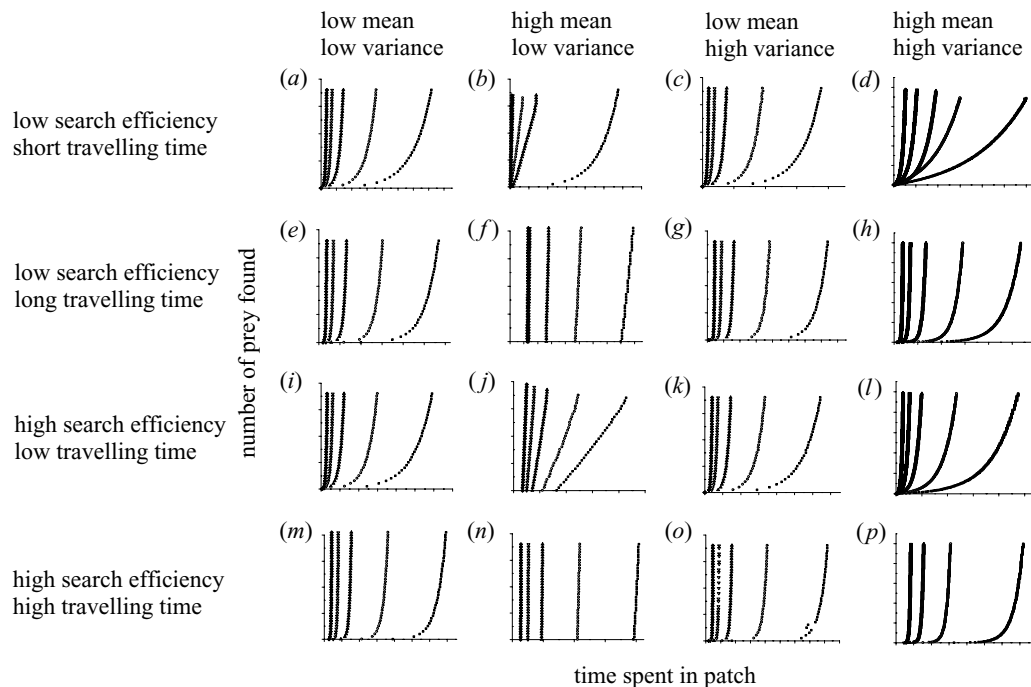 low mean
low variance
high mean
low variance
low mean
high variance
high mean
high variance
low search efficiency
short travelling time
(a)
(b)
(c)
(d)
low search efficiency
long travelling time
(e)
(f)
(g)
(h)
number of prey found
high search efficiency
low travelling time
(i)
(j)
(k)
(l)
high search efficiency
high travelling time
(m)
(n)
(o)
(p)
time spent in patch